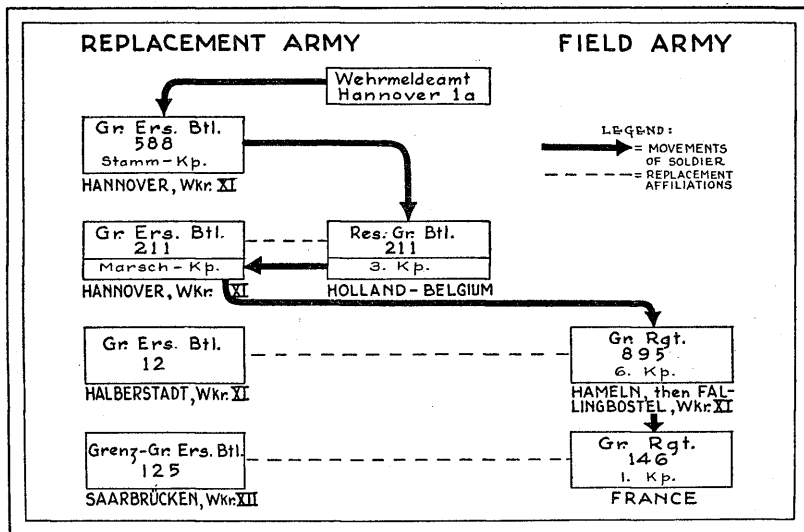 REPLACEMENT ARMY
FIELD ARMY
Wehrmeldeamt
Hannover 1a
Gr. Ers. Btl.
588
Stamm-Kp.
HANNOVER, Wkr. XI
LEGEND:
= MOVEMENTS
OF SOLDIER
= REPLACEMENT
AFFILIATIONS
Gr. Ers. Btl.
211
Marsch-Kp.
HANNOVER, Wkr. XI
Res. Gr. Btl.
211
3. Kp.
HOLLAND-BELGIUM
Gr. Ers. Btl.
12
HALBERSTADT, Wkr. XI
Gr. Rgt.
895
6. Kp.
HAMELN, then FAL-
LINGBOSTEL, Wkr. XI
Grenz-Gr. Ers. Btl.
125
SAARBRÜCKEN, Wkr. XII
Gr. Rgt.
146
1. Kp.
FRANCE